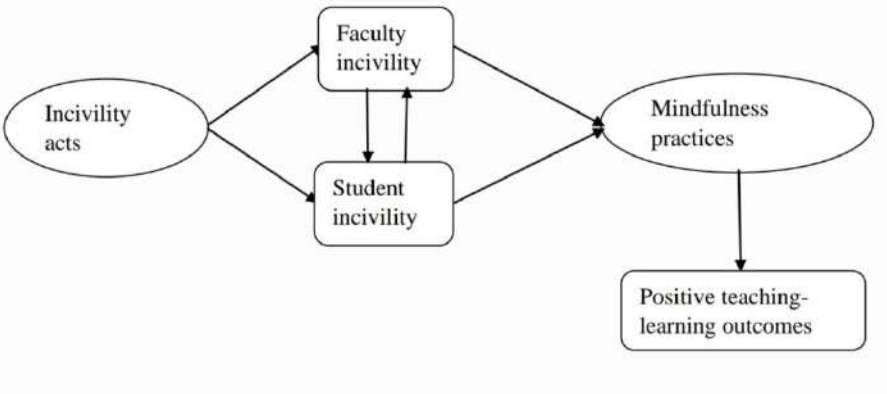 Faculty
incivility
Incivility
acts
Mindfulness
practices
Student
incivility
Positive teaching-
learning outcomes